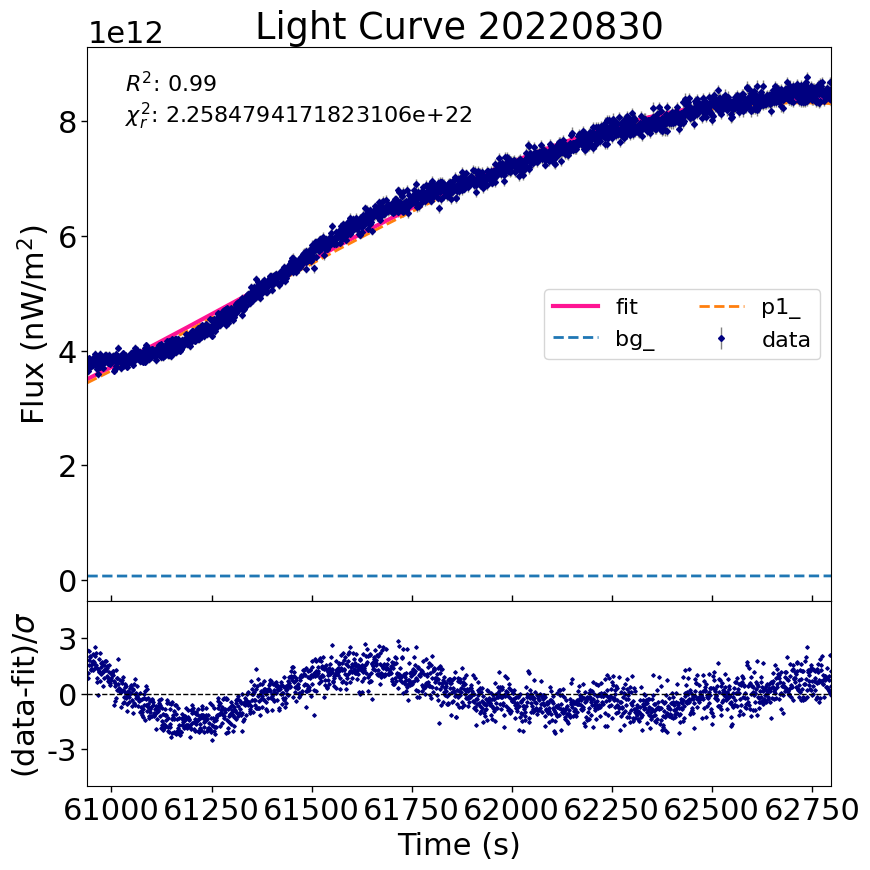 Light Curve 20220830
1e12
R²: 0.99
χ²ᵣ: 2.2584794171823106e+22
8
6
4
2
0
Flux (nW/m²)
fit
bg_
p1_
data
3
0
-3
(data-fit)/σ
61000 61250 61500 61750 62000 62250 62500 62750
Time (s)